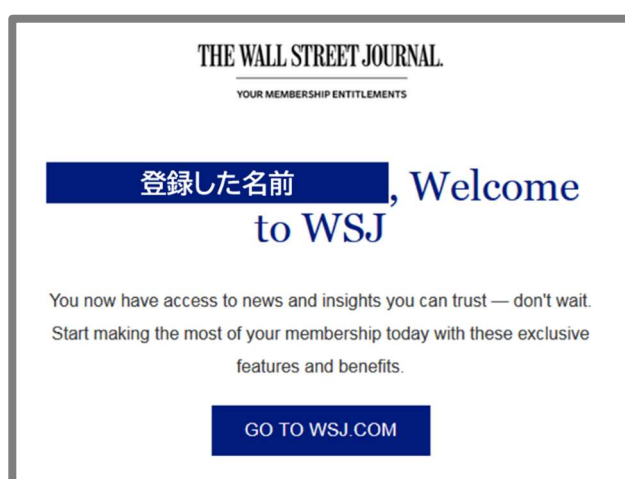 THE WALL STREET JOURNAL.
YOUR MEMBERSHIP ENTITLEMENTS
登録した名前, Welcome
to WSJ
You now have access to news and insights you can trust — don't wait.
Start making the most of your membership today with these exclusive
features and benefits.
GO TO WSJ.COM